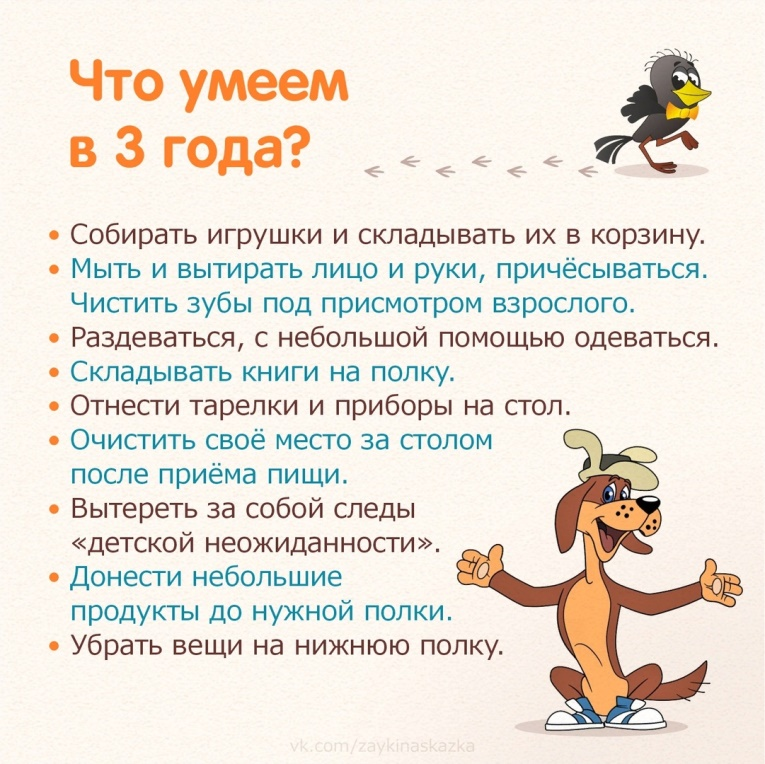 Что умеем
в 3 года?
• Собирать игрушки и складывать их в корзину.
• Мыть и вытирать лицо и руки, причёсываться.
Чистить зубы под присмотром взрослого.
• Раздеваться, с небольшой помощью одеваться.
• Складывать книги на полку.
• Отнести тарелки и приборы на стол.
• Очистить своё место за столом
после приёма пищи.
• Вытереть за собой следы
«детской неожиданности».
• Донести небольшие
продукты до нужной полки.
• Убрать вещи на нижнюю полку.
vk.com/zaykinaskazka